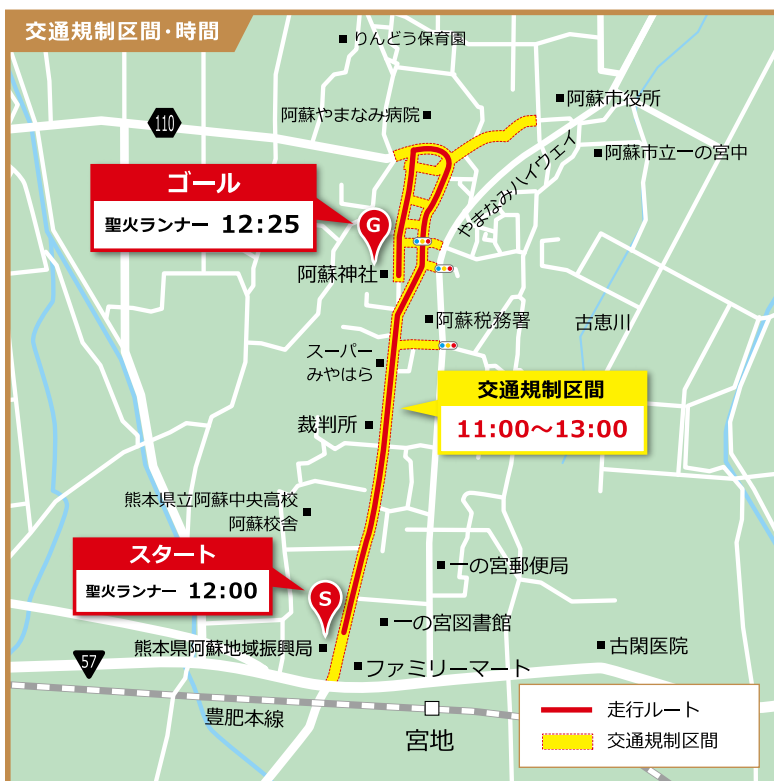 交通規制区間・時間
りんどう保育園
阿蘇市役所
阿蘇やまなみ病院
110
阿蘇市立一の宮中
やまなみハイウェイ
ゴール
聖火ランナー 12:25
G
阿蘇神社
阿蘇税務署
古恵川
スーパー
みやはら
交通規制区間
11:00〜13:00
裁判所
熊本県立阿蘇中央高校
阿蘇校舎
スタート
聖火ランナー 12:00
S
一の宮郵便局
一の宮図書館
熊本県阿蘇地域振興局
古閑医院
57
ファミリーマート
豊肥本線
宮地
走行ルート
交通規制区間